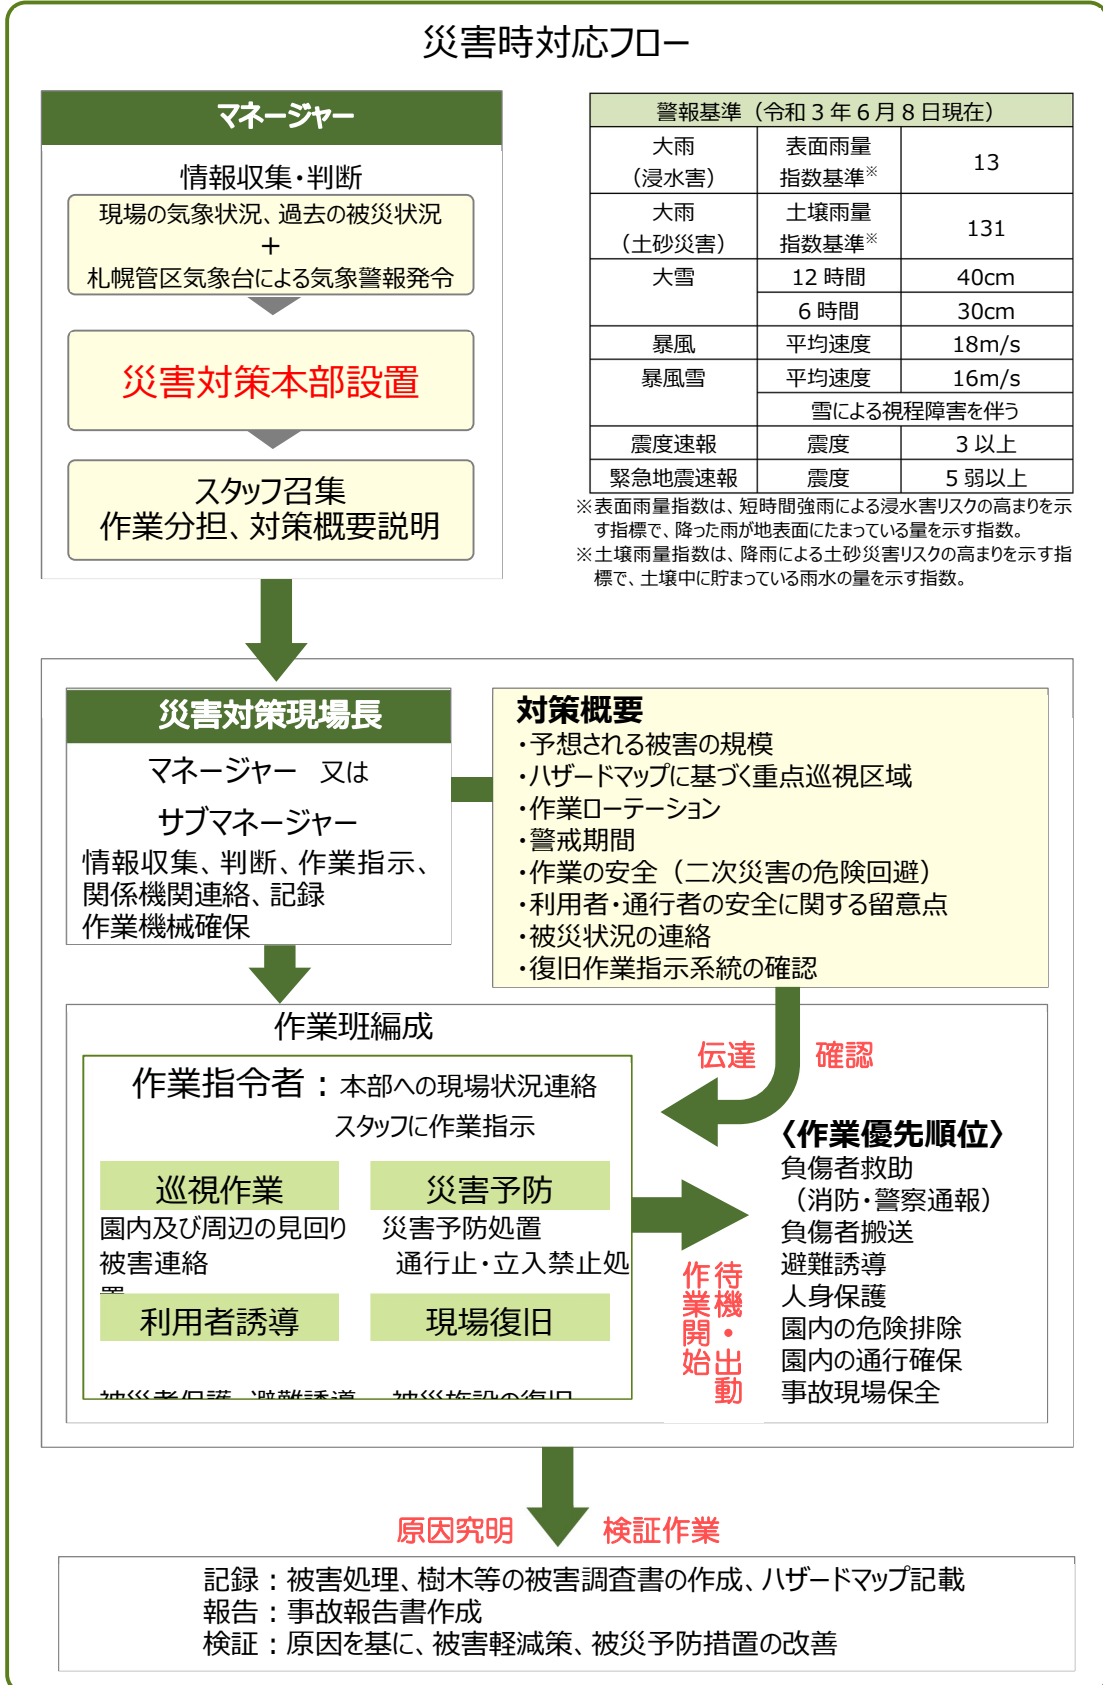 災害時対応フロー
マネージャー
情報収集・判断
現場の気象状況、過去の被災状況
+
札幌管区気象台による気象警報発令
災害対策本部設置
スタッフ召集
作業分担、対策概要説明
警報基準（令和３年６月８日現在）
大雨
（浸水害）
表面雨量
指数基準※
13
大雨
（土砂災害）
土壌雨量
指数基準※
131
大雪
12 時間
40cm
6 時間
30cm
暴風
平均速度
18m/s
暴風雪
平均速度
16m/s
雪による視程障害を伴う
震度速報
震度
3 以上
緊急地震速報
震度
5 弱以上
※表面雨量指数は、短時間強雨による浸水害リスクの高まりを示
す指標で、降った雨が地表面にたまっている量を示す指数。
※土壌雨量指数は、降雨による土砂災害リスクの高まりを示す指
標で、土壌中に貯まっている雨水の量を示す指数。
災害対策現場長
マネージャー 又は
サブマネージャー
情報収集、判断、作業指示、
関係機関連絡、記録
作業機械確保
対策概要
・予想される被害の規模
・ハザードマップに基づく重点巡視区域
・作業ローテーション
・警戒期間
・作業の安全（二次災害の危険回避）
・利用者・通行者の安全に関する留意点
・被災状況の連絡
・復旧作業指示系統の確認
伝達
確認
作業班編成
作業指令者：本部への現場状況連絡
スタッフに作業指示
巡視作業
園内及び周辺の見回り
被害連絡
災害予防
災害予防処置
通行止・立入禁止処
置
利用者誘導
被災者保護、避難誘導
現場復旧
被災施設の復旧
待機・出動
作業開始
〈作業優先順位〉
負傷者救助
（消防・警察通報）
負傷者搬送
避難誘導
人身保護
園内の危険排除
園内の通行確保
事故現場保全
原因究明
検証作業
記録：被害処理、樹木等の被害調査書の作成、ハザードマップ記載
報告：事故報告書作成
検証：原因を基に、被害軽減策、被災予防措置の改善